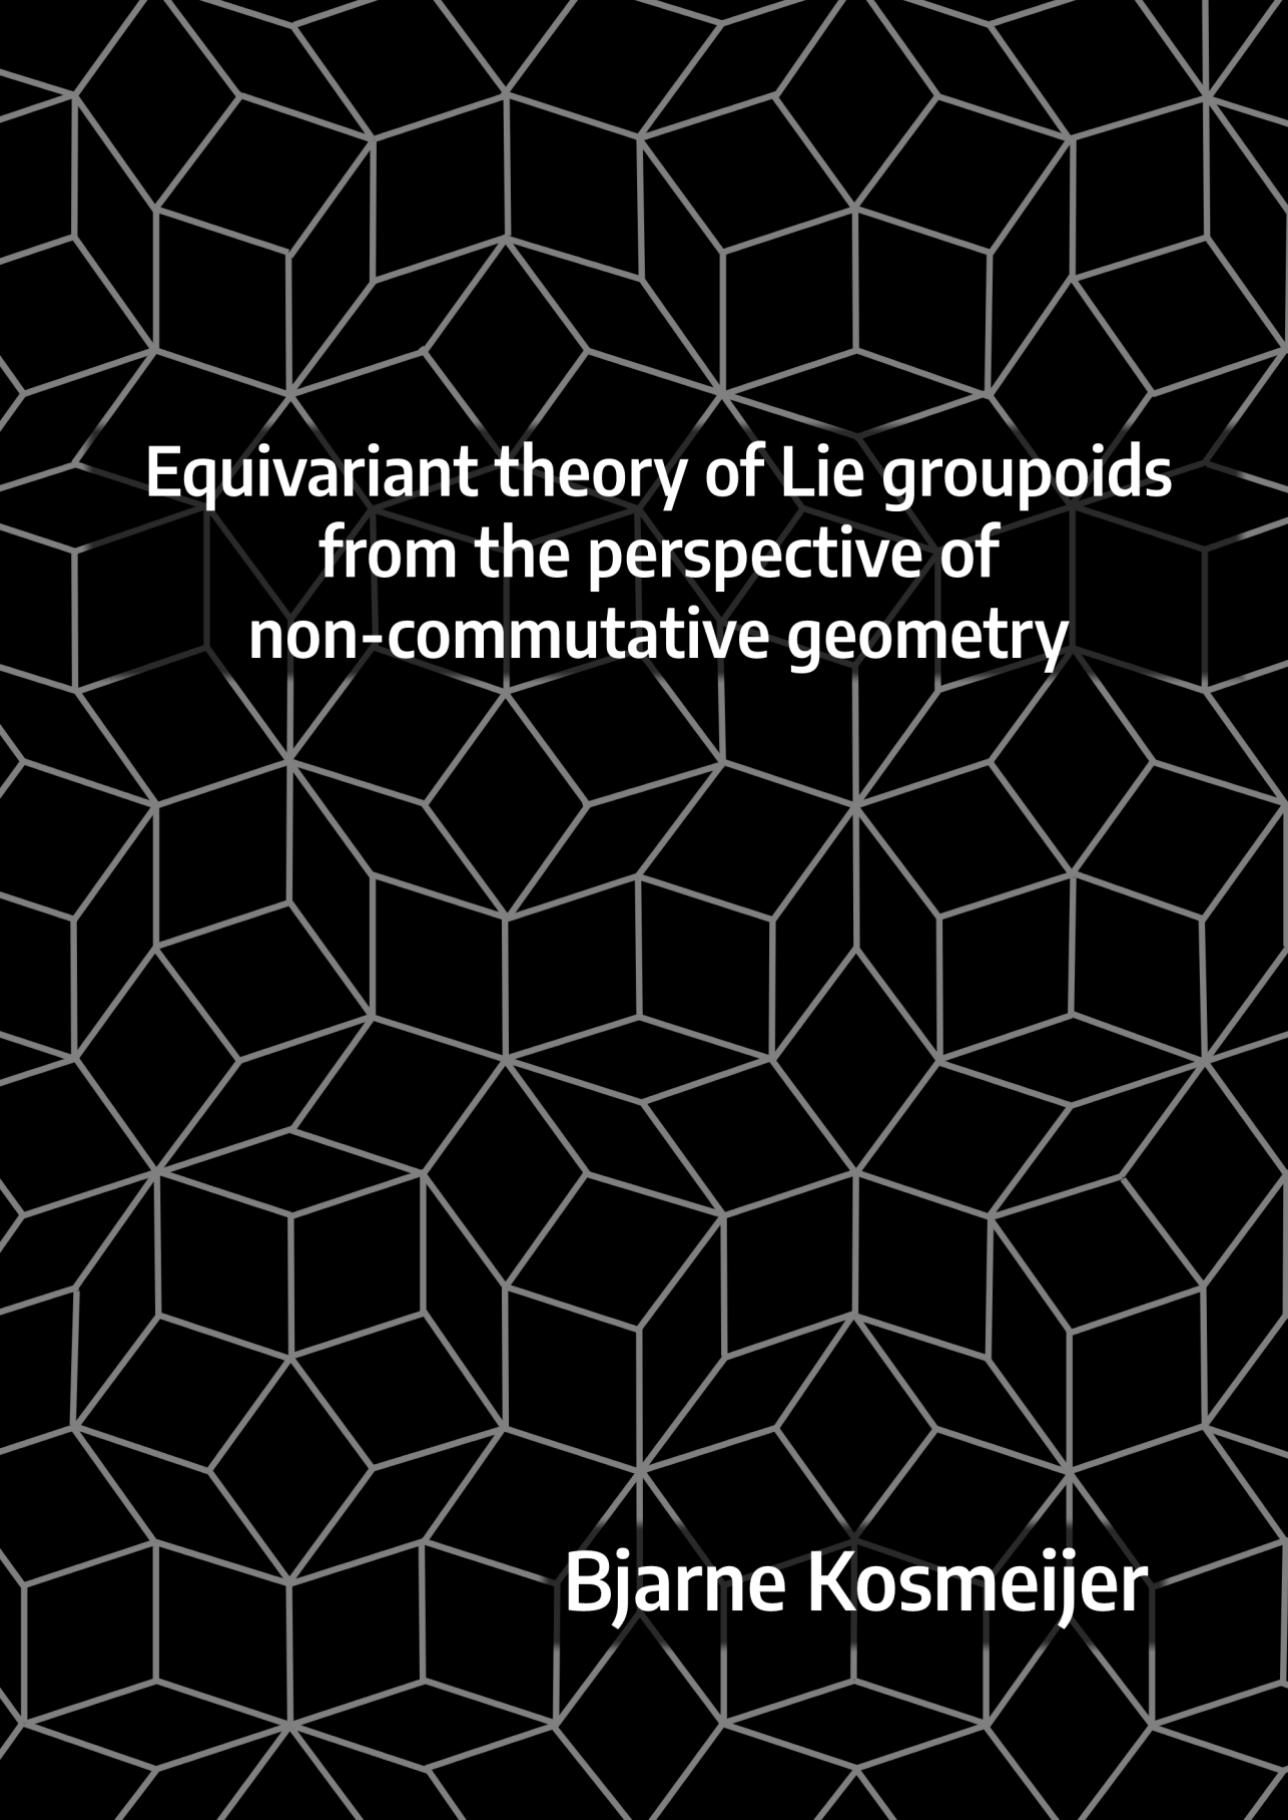 Equivariant theory of Lie groupoids
from the perspective of
non-commutative geometry
Bjarne Kosmeijer